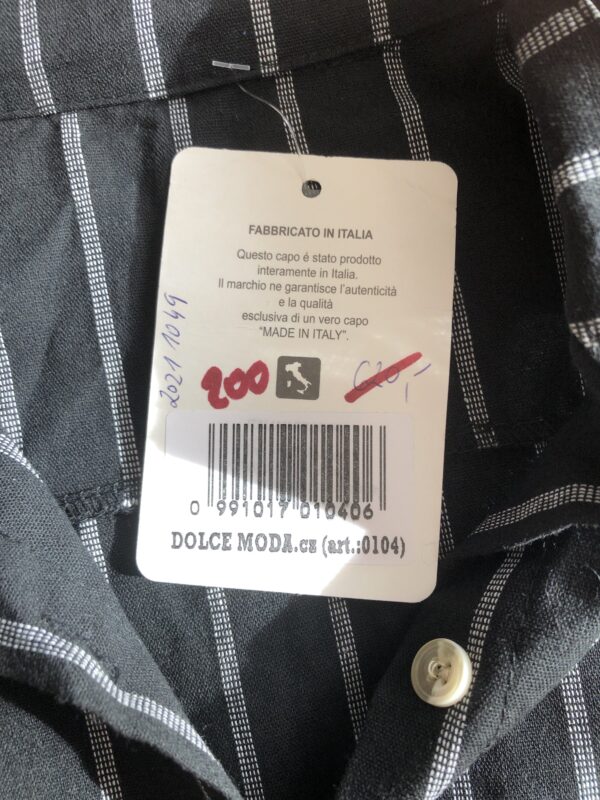 FABBRICATO IN ITALIA
Questo capo é stato prodotto
interamente in Italia.
Il marchio ne garantisce l'autenticità
e la qualità
esclusiva di un vero capo
"MADE IN ITALY".
2021 1049
200
620,-
0 991017 010406
DOLCE MODA.cz (art.:0104)